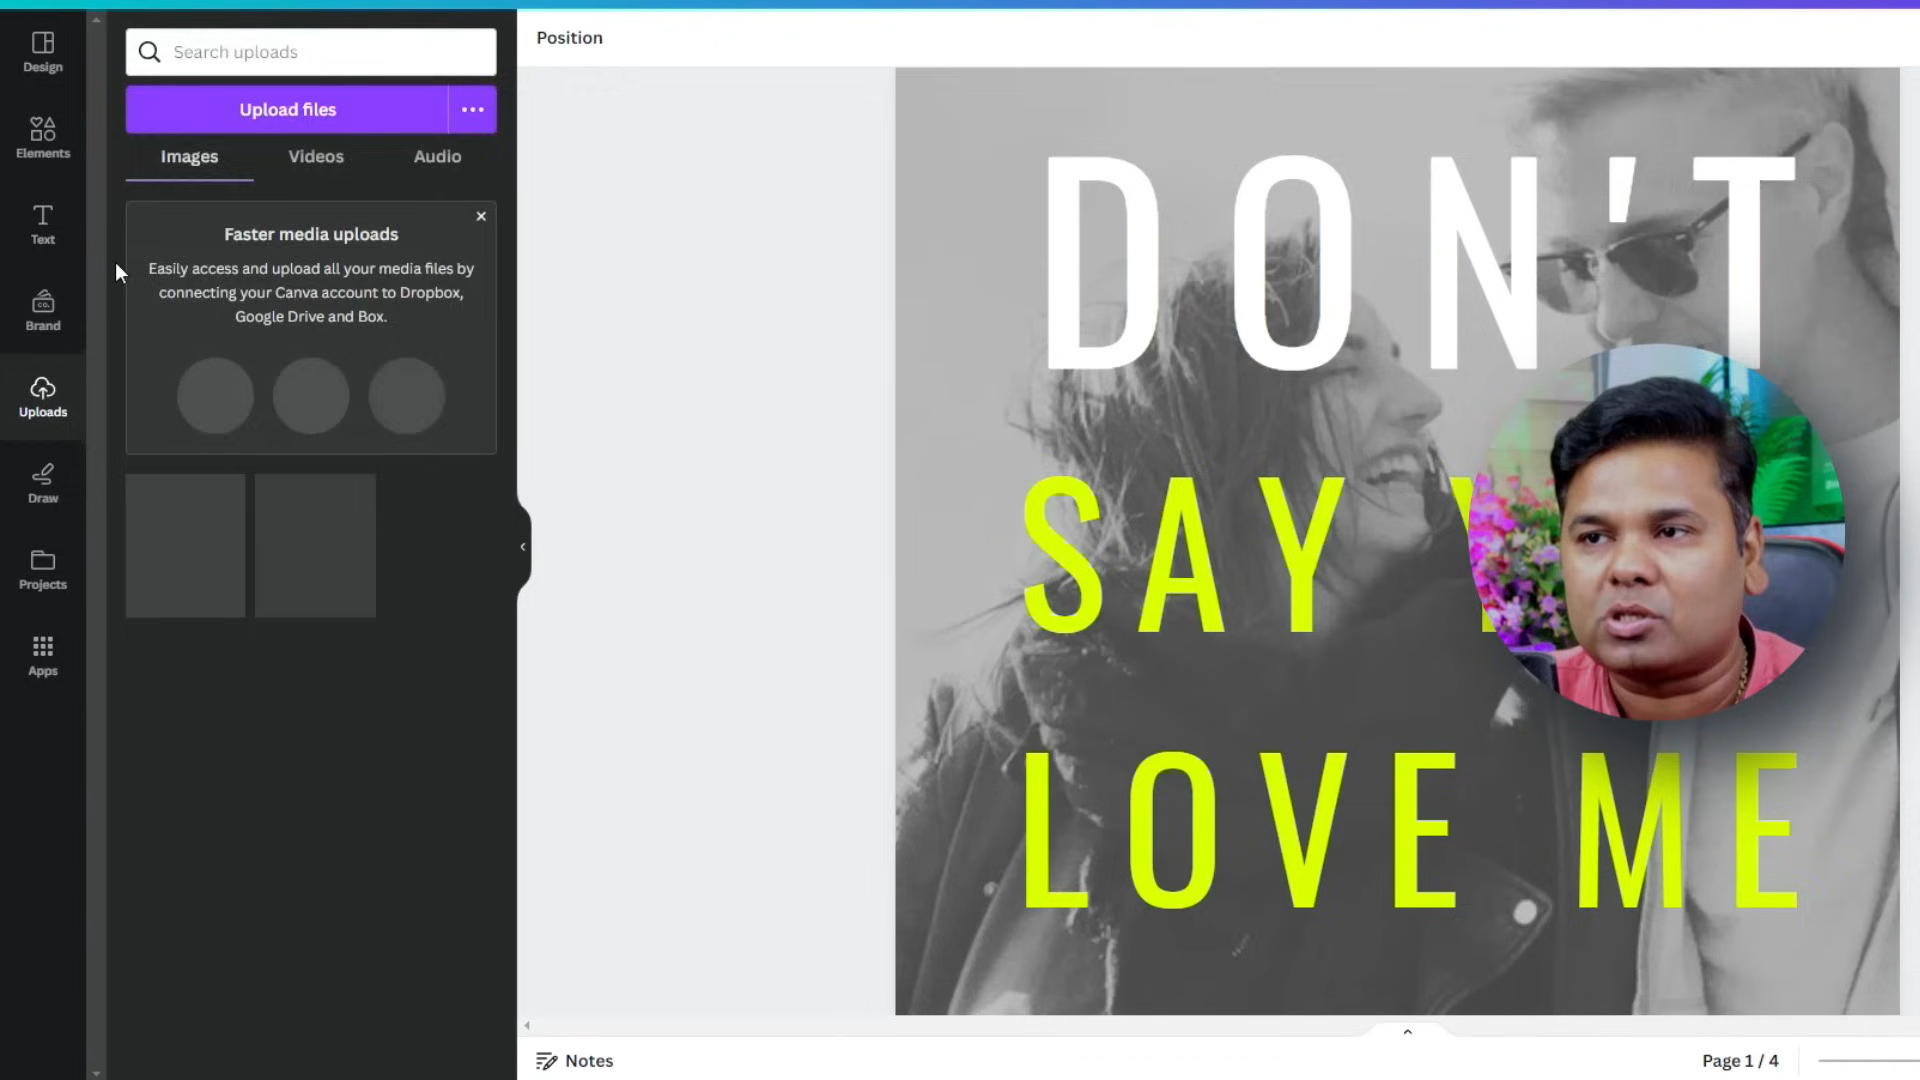 Design
Elements
Text
Brand
CO.
Uploads
Draw
Projects
Apps
Search uploads
Upload files
Images
Videos
Audio
Faster media uploads
Easily access and upload all your media files by
connecting your Canva account to Dropbox,
Google Drive and Box.
Position
DON'T
SAY
LOVE ME
Notes
Page 1 / 4